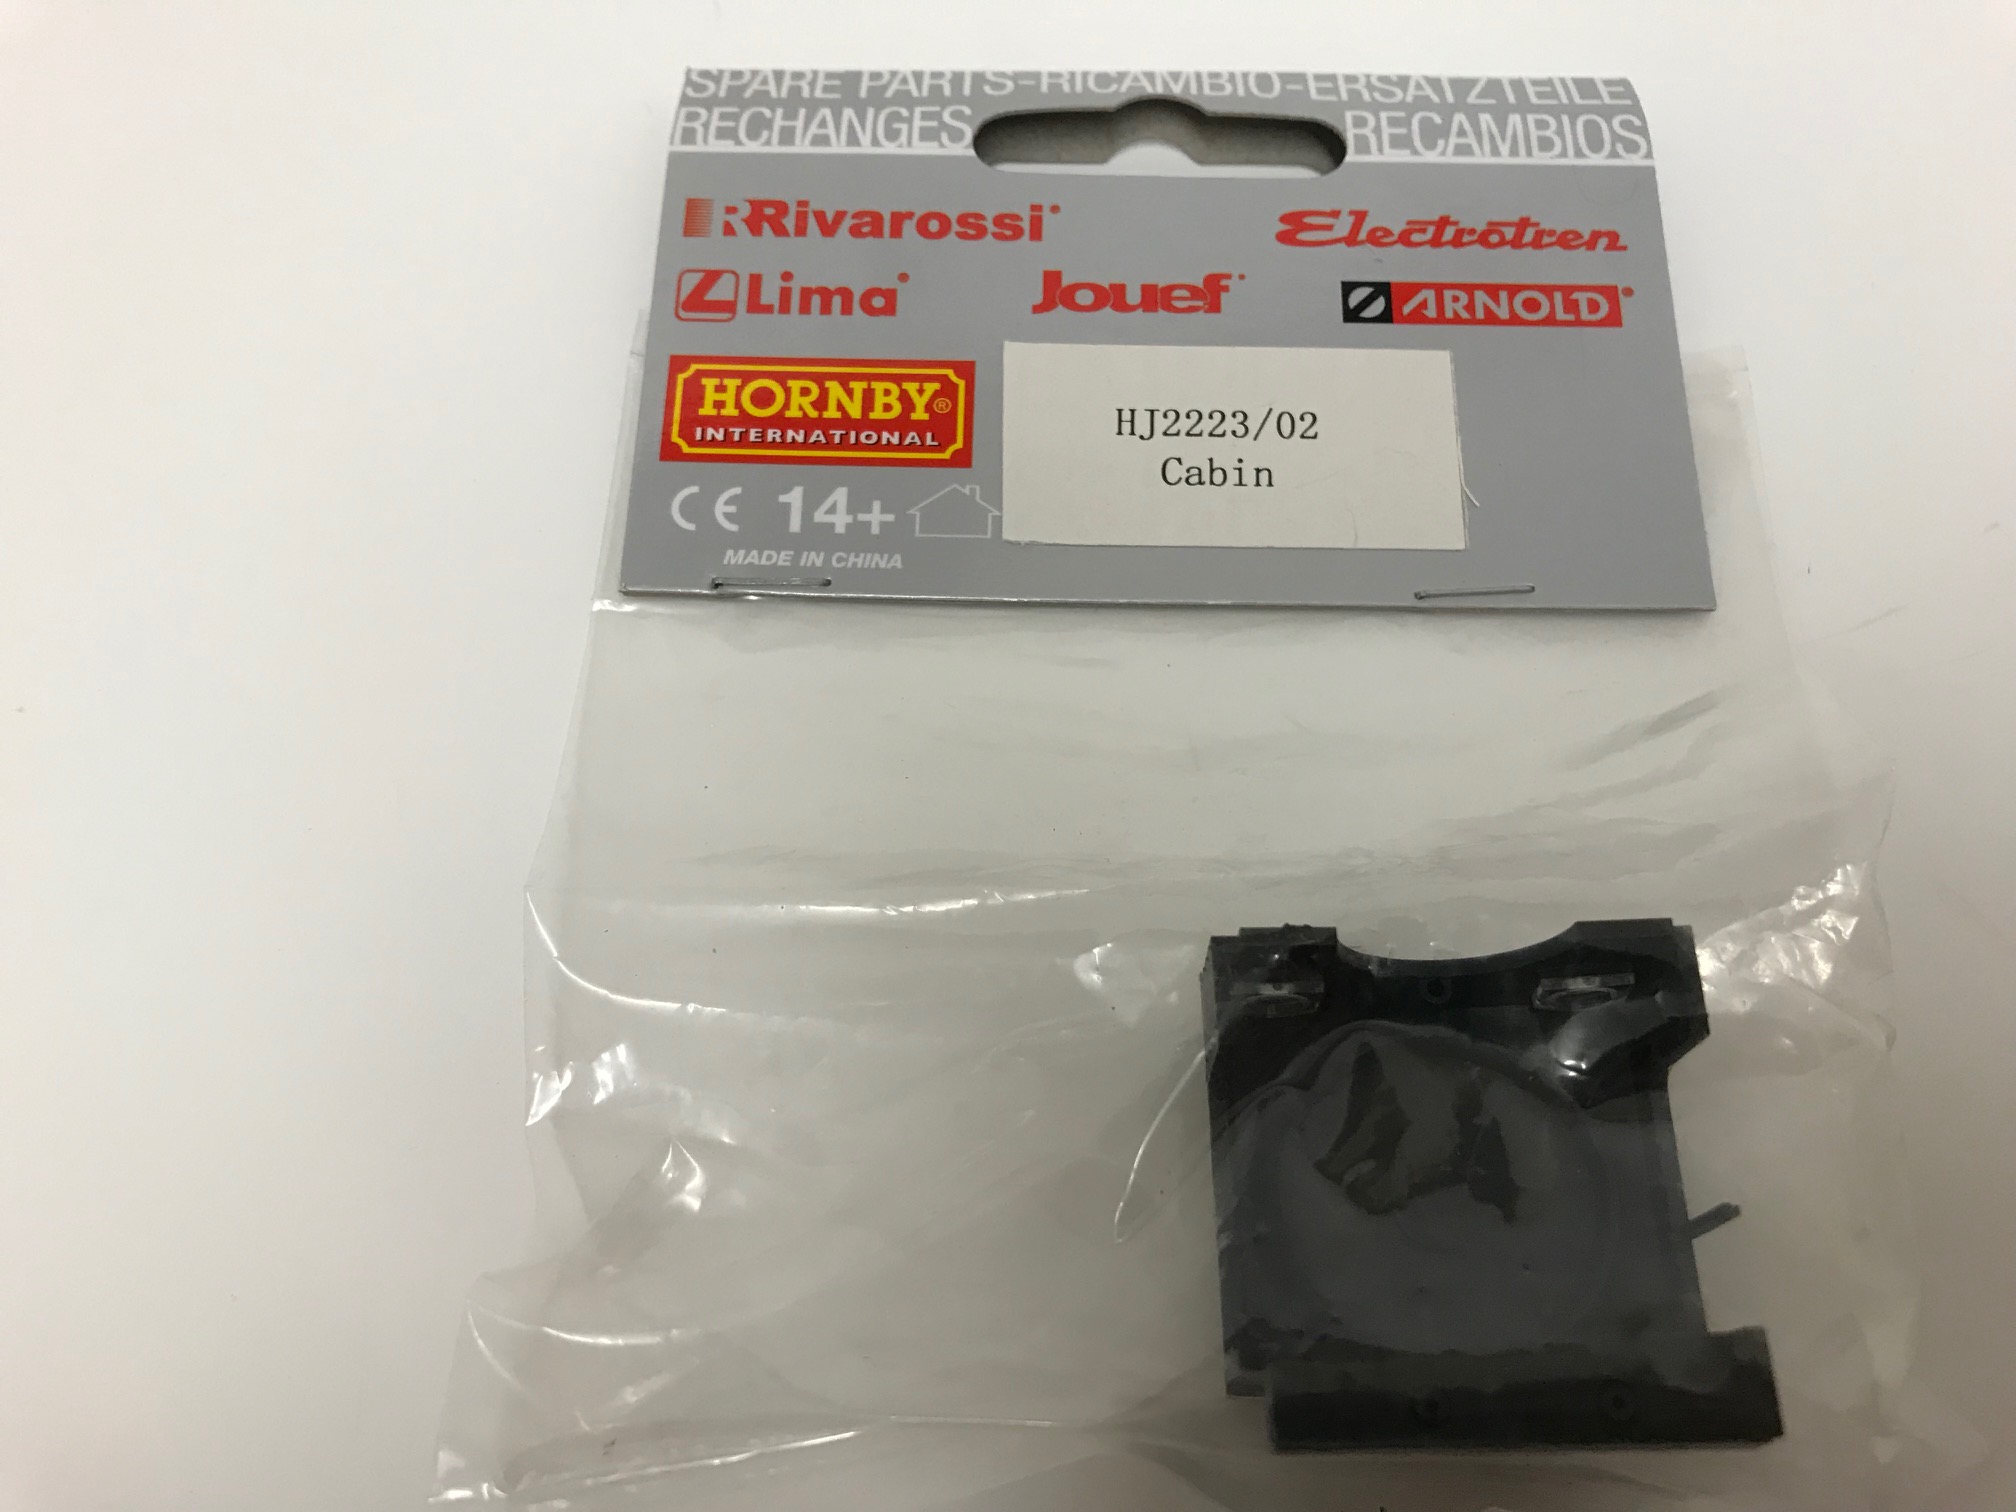 SPARE PARTS-RICAMBIO-ERSATZTEILE
RECHANGES RECAMBIOS
Rivarossi Electrotren
Lima Jouef ARNOLD
HORNBY®
INTERNATIONAL
HJ2223/02
Cabin
CE 14+
MADE IN CHINA